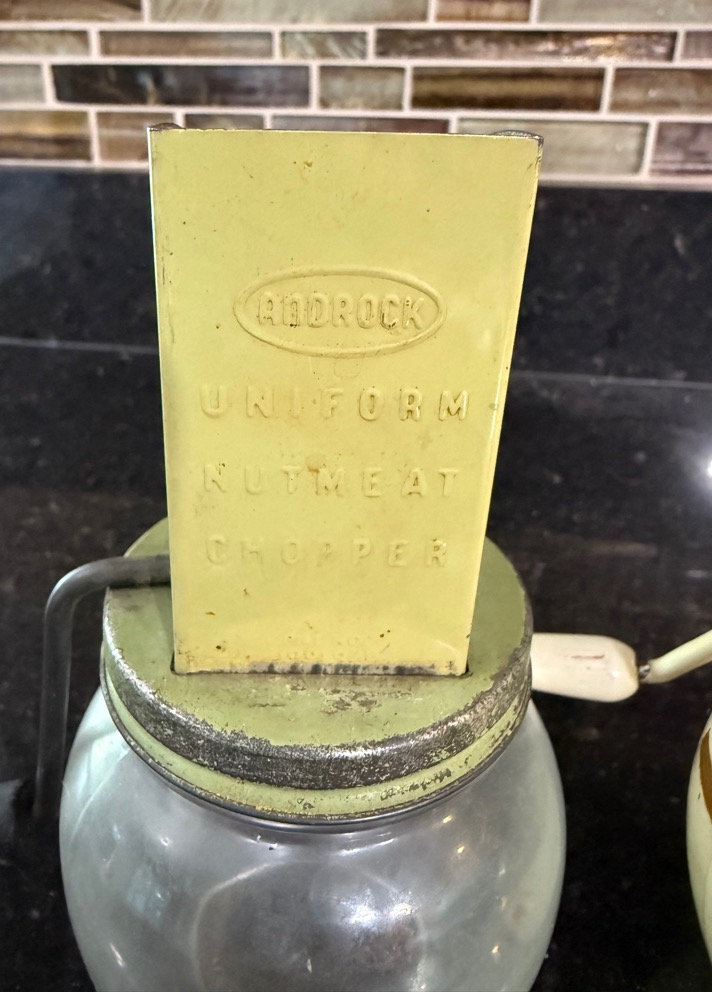 ANDROCK
UNIFORM
NUTMEAT
CHOPPER